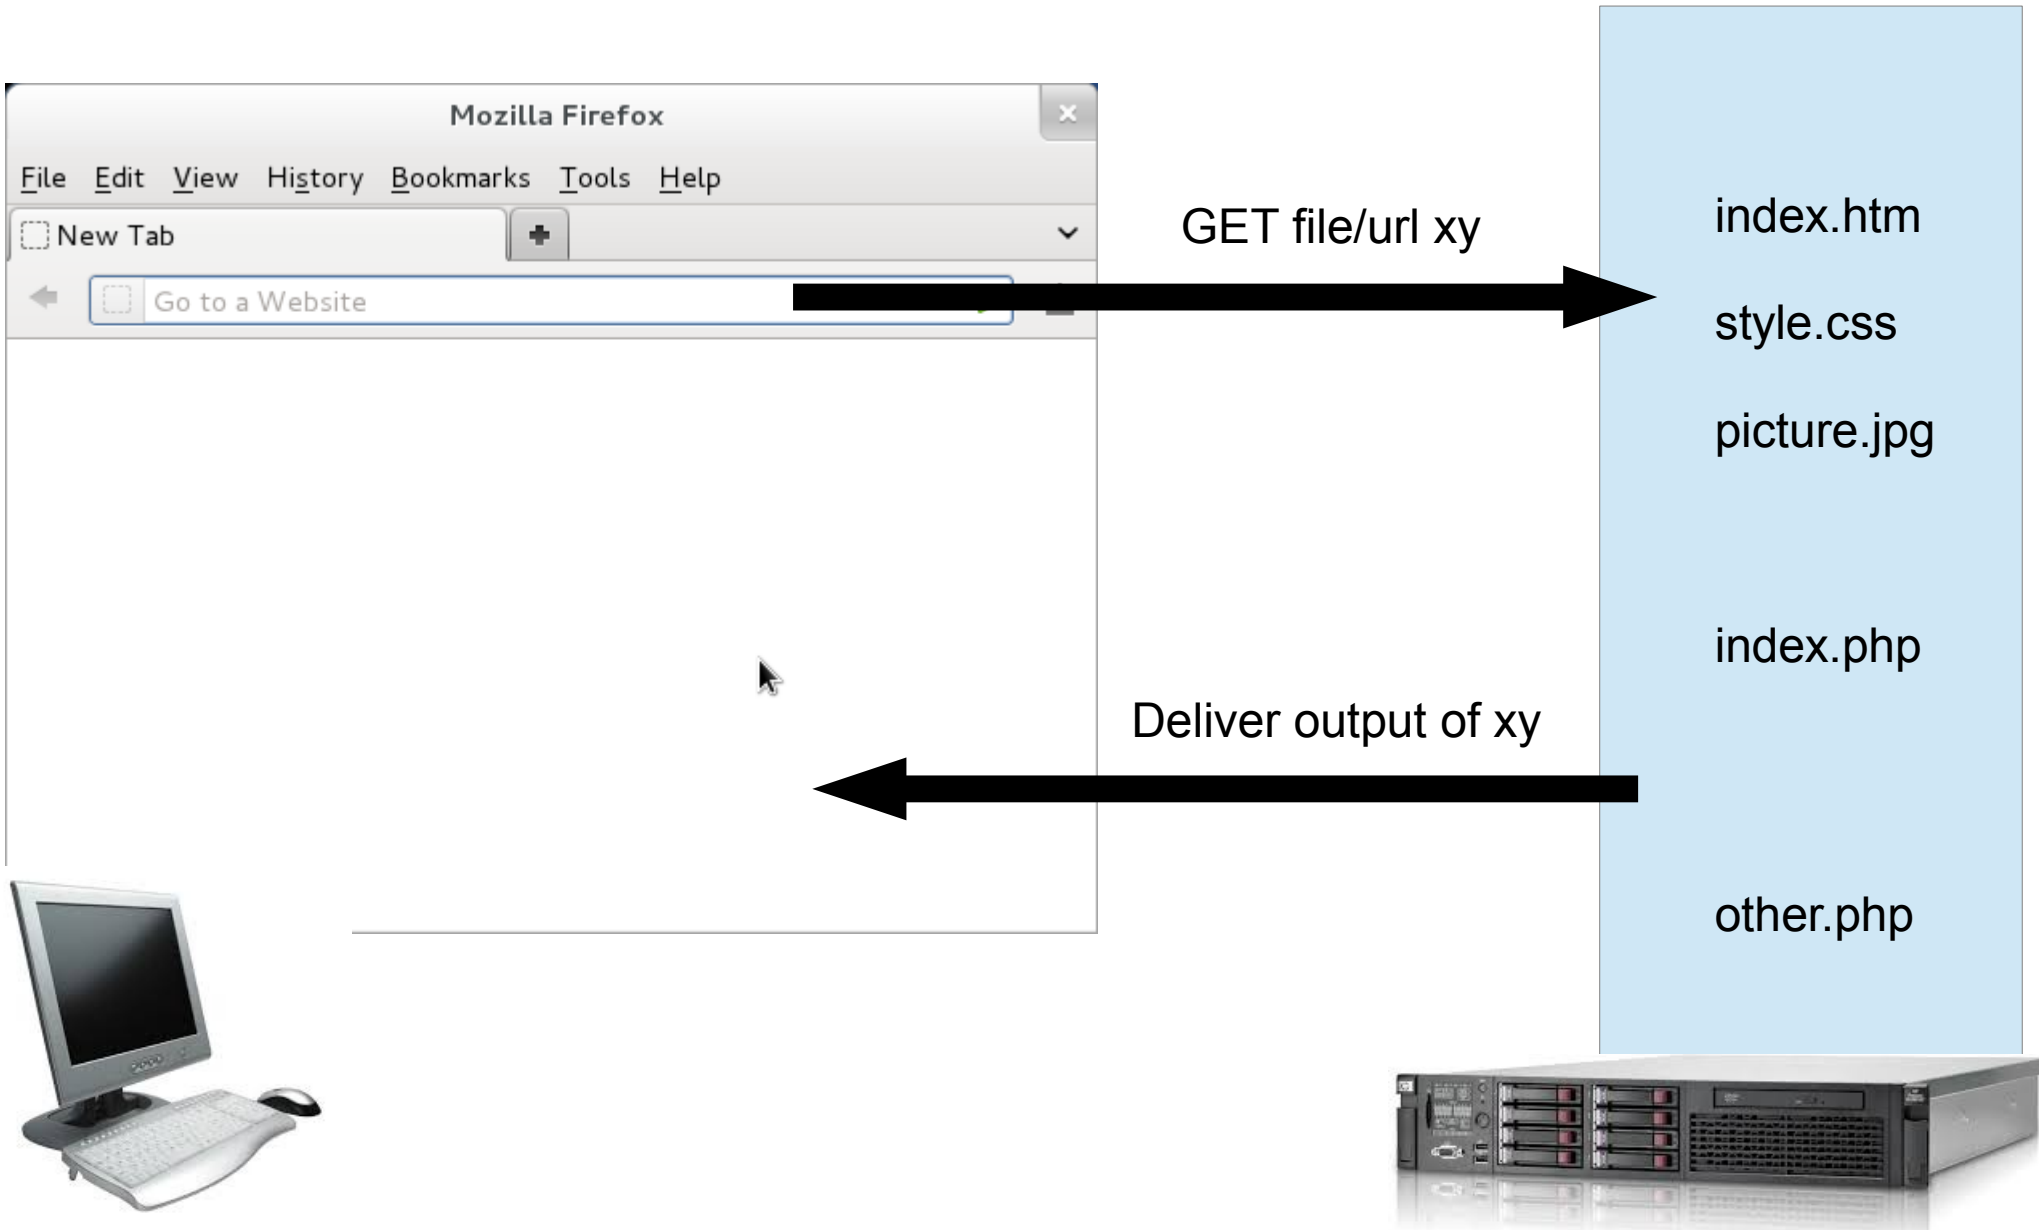 Mozilla Firefox
File Edit View History Bookmarks Tools Help
New Tab
Go to a Website
GET file/url xy
Deliver output of xy
index.htm
style.css
picture.jpg
index.php
other.php